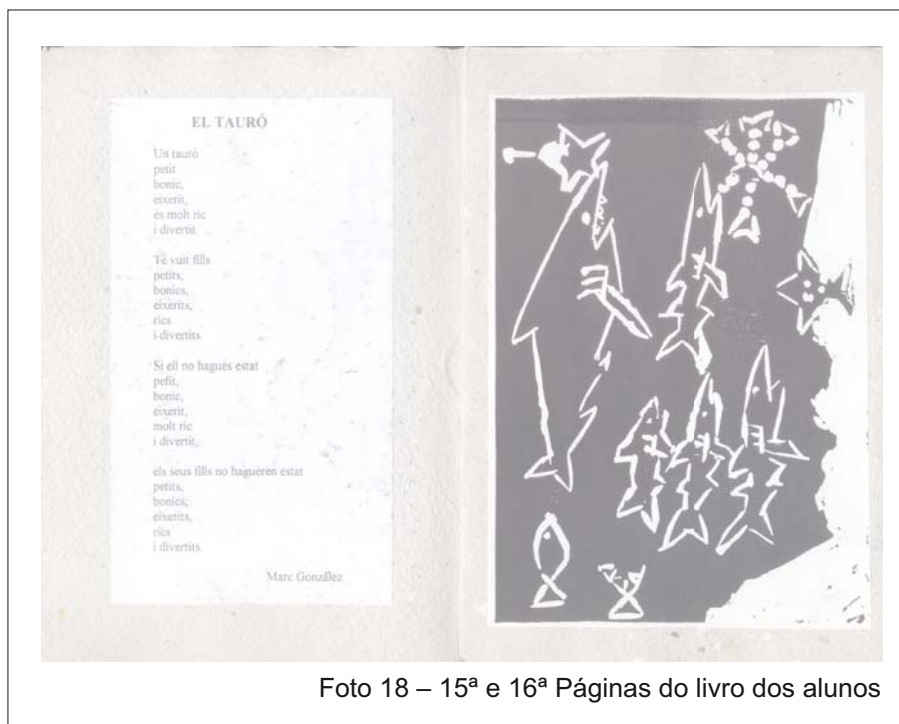 EL TAURÓ
Un tauró
petit
bonic,
eixerit,
és molt ric
i divertit.
Té vuit fills
petits,
bonics,
eixerits,
rics
i divertits.
Si ell no hagués estat
petit,
bonic,
eixerit,
molt ric
i divertit,
els seus fills no hagueren estat
petits,
bonics,
eixerits,
rics
i divertits.
Marc González
Foto 18 – 15ª e 16ª Páginas do livro dos alunos